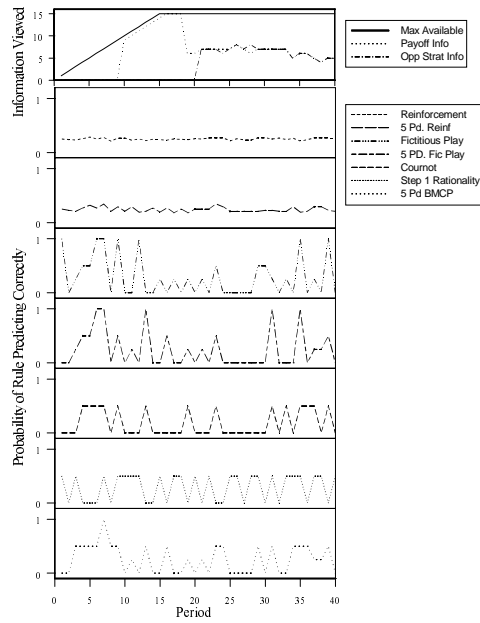 Information Viewed
15
10
5
0
Max Available
Payoff Info
Opp Strat Info
Probability of Rule Predicting Correctly
1
0
1
0
1
0
1
0
1
0
1
0
1
0
Reinforcement
5 Pd. Reinf
Fictitious Play
5 PD. Fic Play
Cournot
Step 1 Rationality
5 Pd BMCP
0 5 10 15 20 25 30 35 40
Period